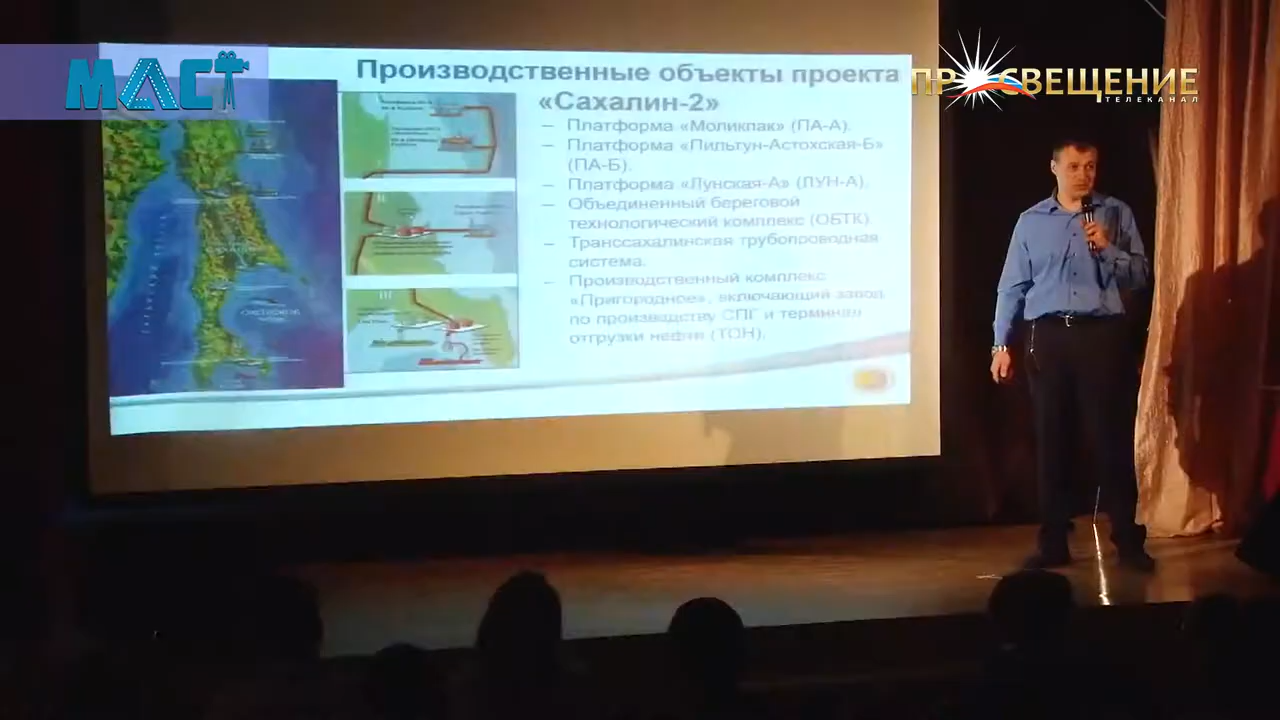 МАСТ
ПРОСВЕЩЕНИЕ
ТЕЛЕКАНАЛ
Производственные объекты проекта
«Сахалин-2»
– Платформа «Моликпак» (ПА-А).
– Платформа «Пильтун-Астохская-Б»
(ПА-Б).
– Платформа «Лунская-А» (ЛУН-А).
– Объединенный береговой
технологический комплекс (ОБТК).
– Транссахалинская трубопроводная
система.
– Производственный комплекс
«Пригородное», включающий завод
по производству СПГ и терминал
отгрузки нефти (ТОН).
II
III